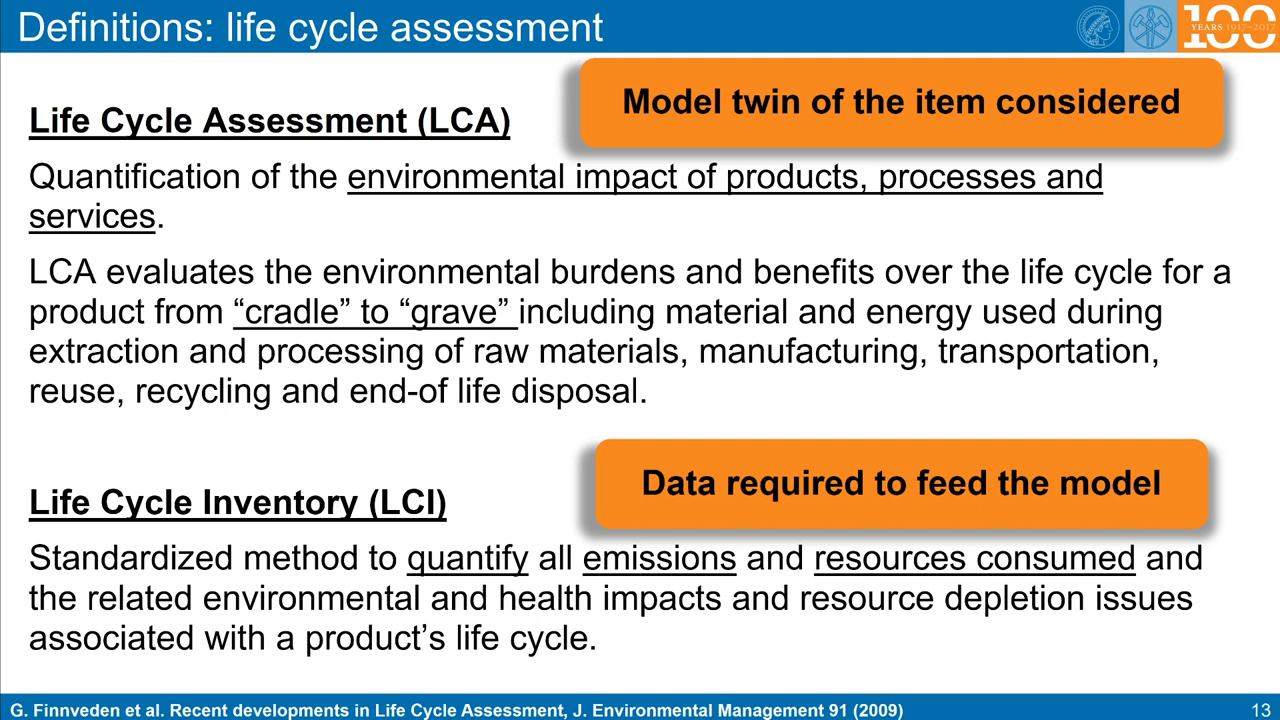 Definitions: life cycle assessment
100
YEARS 1917–2017
Model twin of the item considered
Life Cycle Assessment (LCA)
Quantification of the environmental impact of products, processes and
services.
LCA evaluates the environmental burdens and benefits over the life cycle for a
product from “cradle” to “grave” including material and energy used during
extraction and processing of raw materials, manufacturing, transportation,
reuse, recycling and end-of life disposal.
Data required to feed the model
Life Cycle Inventory (LCI)
Standardized method to quantify all emissions and resources consumed and
the related environmental and health impacts and resource depletion issues
associated with a product’s life cycle.
G. Finnveden et al. Recent developments in Life Cycle Assessment, J. Environmental Management 91 (2009)
13